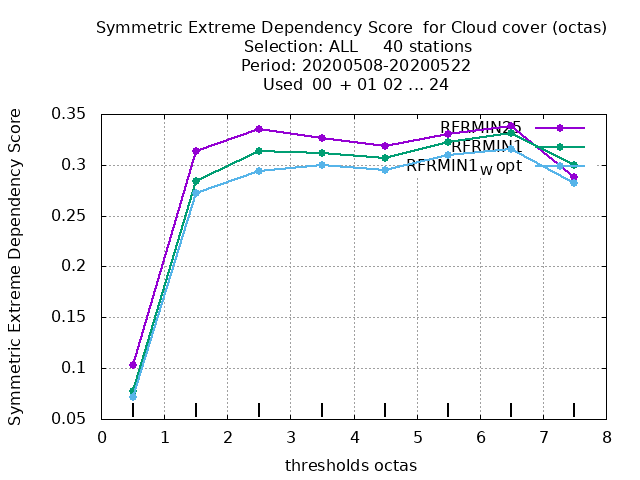 Symmetric Extreme Dependency Score  for Cloud cover (octas)
Selection: ALL     40 stations
Period: 20200508-20200522
Used  00 + 01 02 ... 24
Symmetric Extreme Dependency Score
0.35
0.3
0.25
0.2
0.15
0.1
0.05
RFRMIN25
RFRMIN1
RFRMIN1w opt
0 1 2 3 4 5 6 7 8
thresholds octas